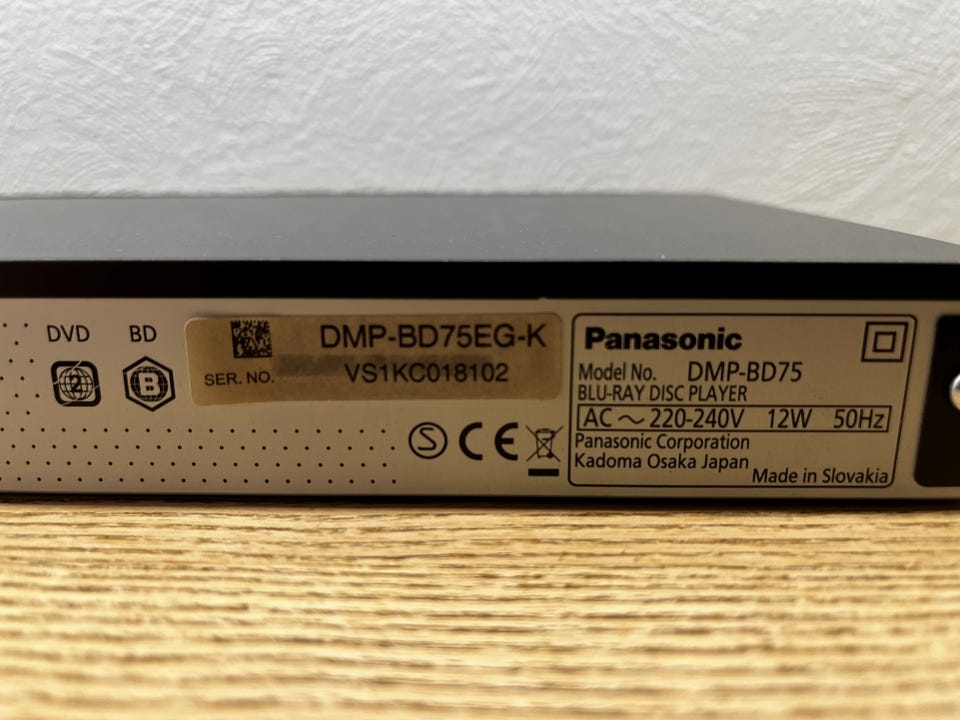 DVD
BD
2
B
DMP-BD75EG-K
SER. NO.
VS1KC018102
S
CE
Panasonic
Model No. DMP-BD75
BLU-RAY DISC PLAYER
AC ～ 220-240V 12W 50Hz
Panasonic Corporation
Kadoma Osaka Japan
Made in Slovakia